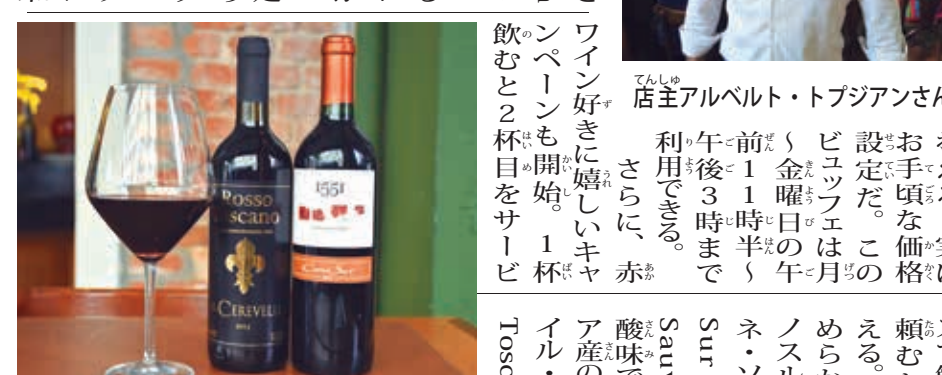 店主アルベルト・トプジアンさん
お手頃な価格
設定だ。この
ビュッフェは月
〜金曜日の午
前11時半〜
午後3時まで
利用できる。
さらに、赤
ワイン好きに嬉しいキャ
ンペーンも開始。1杯
飲むと2杯目をサービ
頼む
える。
めらか
ノスル
ネ・ソ
Sur
Sau
酸味で
ア産の
イル・
Tosc
Rosso
1551